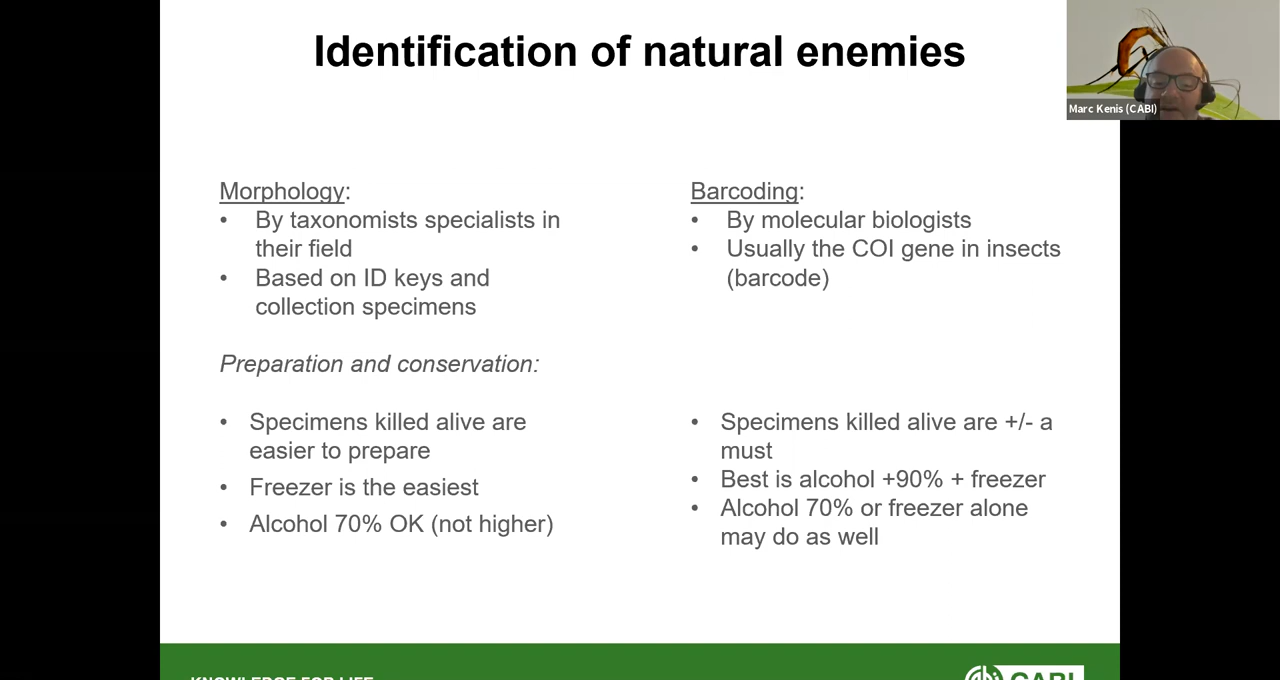 Identification of natural enemies
Marc Kenis (CABI)
Morphology:
• By taxonomists specialists in
their field
• Based on ID keys and
collection specimens
Preparation and conservation:
• Specimens killed alive are
easier to prepare
• Freezer is the easiest
• Alcohol 70% OK (not higher)
Barcoding:
• By molecular biologists
• Usually the COI gene in insects
(barcode)
• Specimens killed alive are +/- a
must
• Best is alcohol +90% + freezer
• Alcohol 70% or freezer alone
may do as well
KNOWLEDGE FOR LIFE
CABI